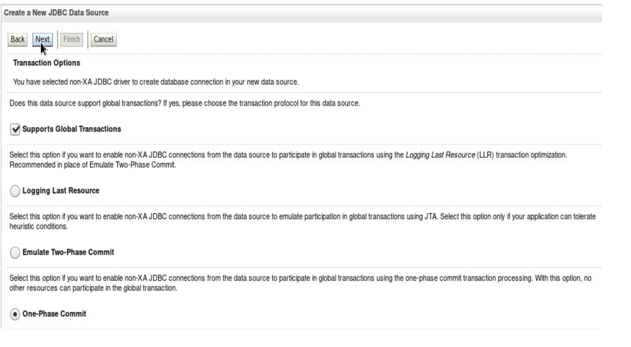 Create a New JDBC Data Source
Back Next Finish Cancel
Transaction Options
You have selected non-XA JDBC driver to create database connection in your new data source.
Does this data source support global transactions? If yes, please choose the transaction protocol for this data source.
Supports Global Transactions
Select this option if you want to enable non-XA JDBC connections from the data source to participate in global transactions using the Logging Last Resource (LLR) transaction optimization.
Recommended in place of Emulate Two-Phase Commit.
Logging Last Resource
Select this option if you want to enable non-XA JDBC connections from the data source to emulate participation in global transactions using JTA. Select this option only if your application can tolerate
heuristic conditions.
Emulate Two-Phase Commit
Select this option if you want to enable non-XA JDBC connections from the data source to participate in global transactions using the one-phase commit transaction processing. With this option, no
other resources can participate in the global transaction.
One-Phase Commit